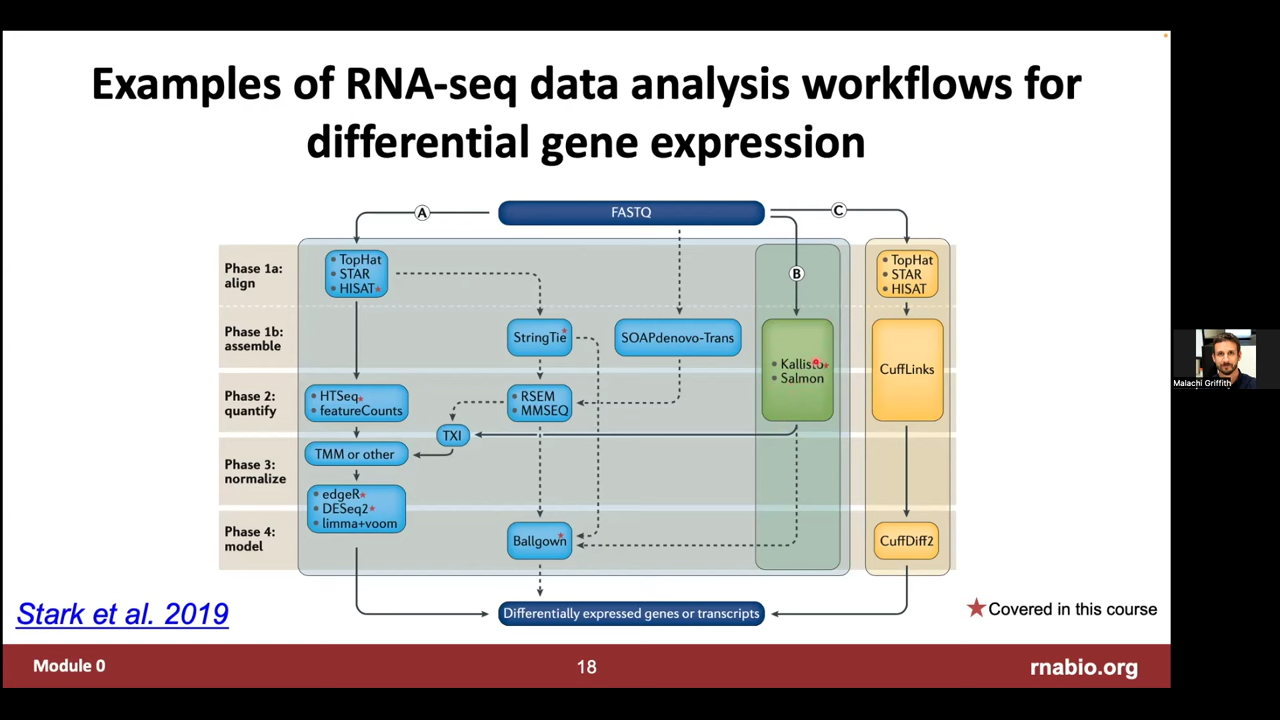 Examples of RNA-seq data analysis workflows for
differential gene expression
A
FASTQ
C
B
Phase 1a:
align
• TopHat
• STAR
• HISAT
• TopHat
• STAR
• HISAT
Phase 1b:
assemble
StringTie
SOAPdenovo-Trans
• Kallisto
• Salmon
CuffLinks
Phase 2:
quantify
• HTSeq
• featureCounts
• RSEM
• MMSEQ
TXI
Phase 3:
normalize
TMM or other
• edgeR
• DESeq2
• limma+voom
Phase 4:
model
Ballgown
CuffDiff2
Differentially expressed genes or transcripts
Stark et al. 2019
Covered in this course
Module 0
18
rnabio.org
Malachi Griffith